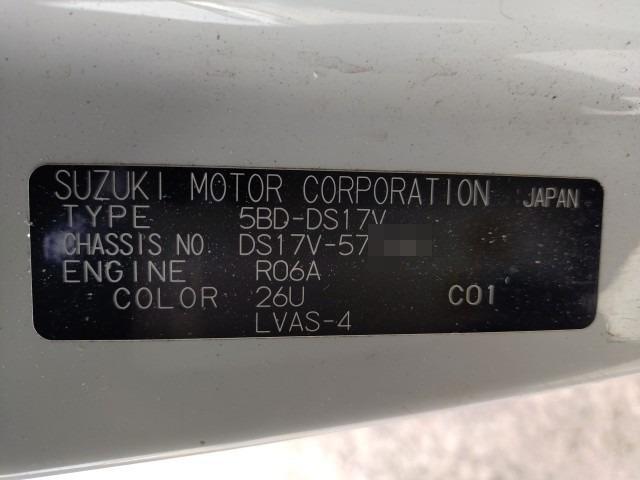 SUZUKI MOTOR CORPORATION JAPAN
TYPE 5BD-DS17V
CHASSIS NO DS17V-57
ENGINE R06A
COLOR 26U C01
LVAS-4